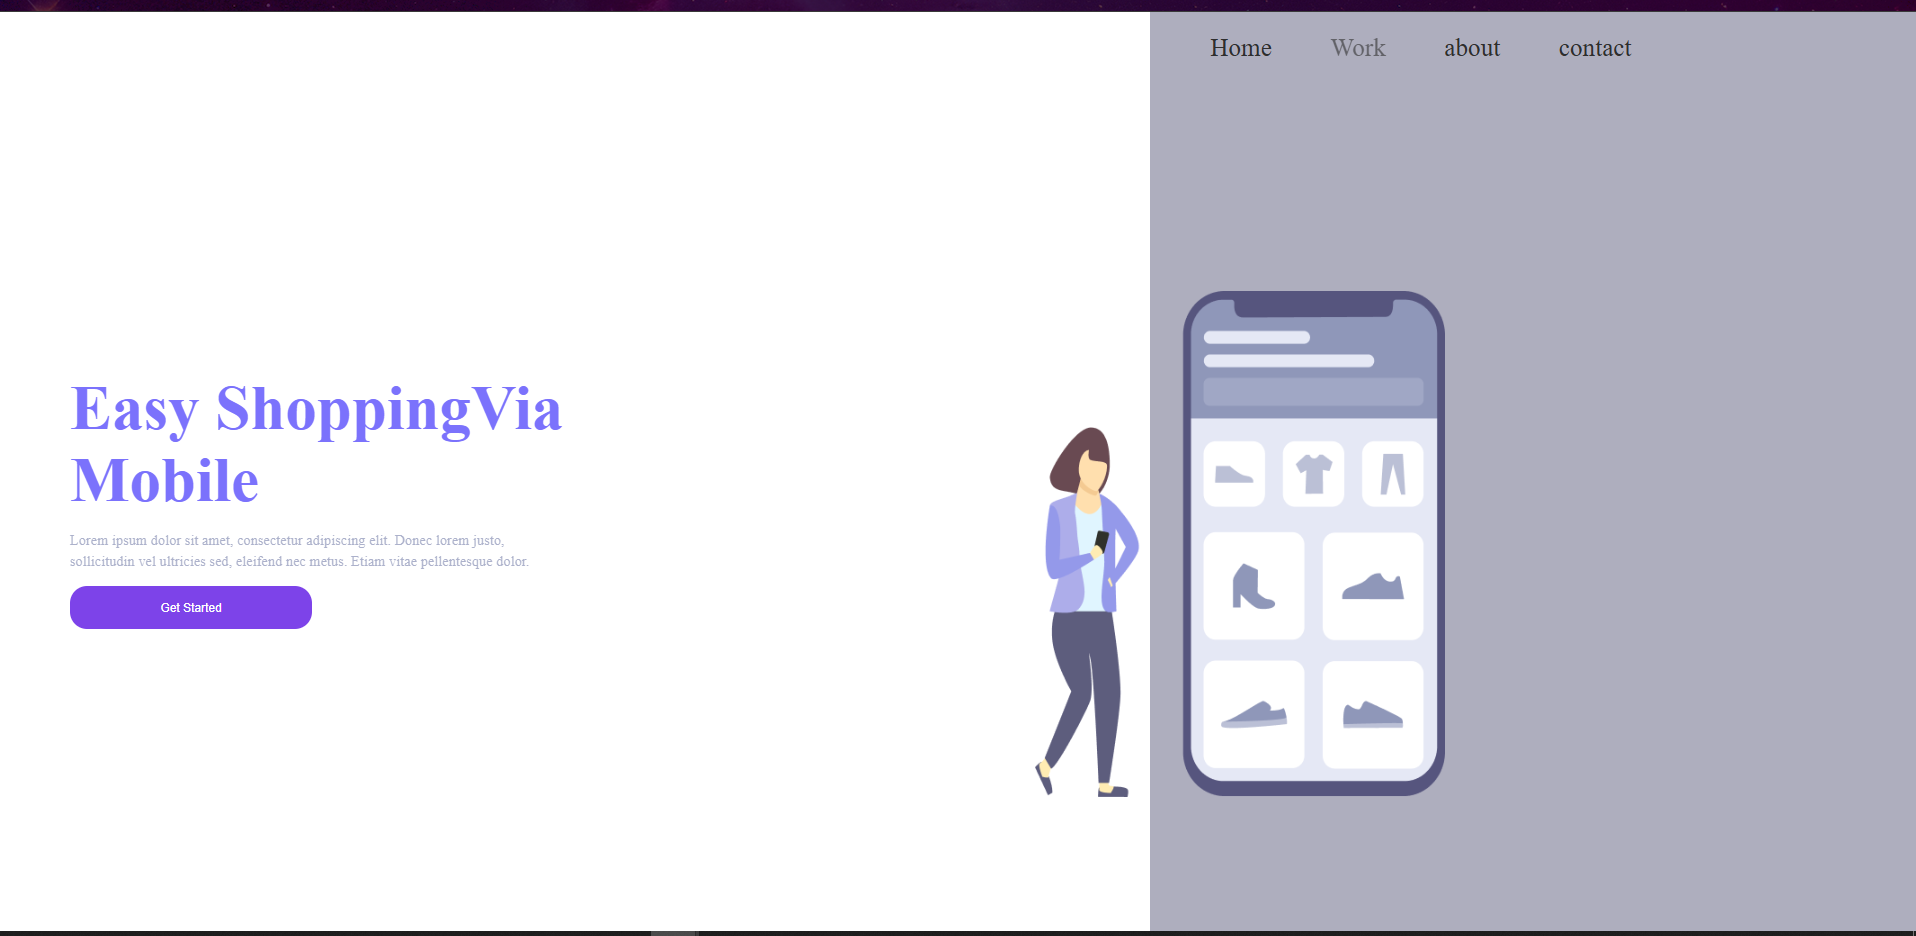 Home Work about contact
Easy ShoppingVia
Mobile
Lorem ipsum dolor sit amet, consectetur adipiscing elit. Donec lorem justo,
sollicitudin vel ultricies sed, eleifend nec metus. Etiam vitae pellentesque dolor.
Get Started